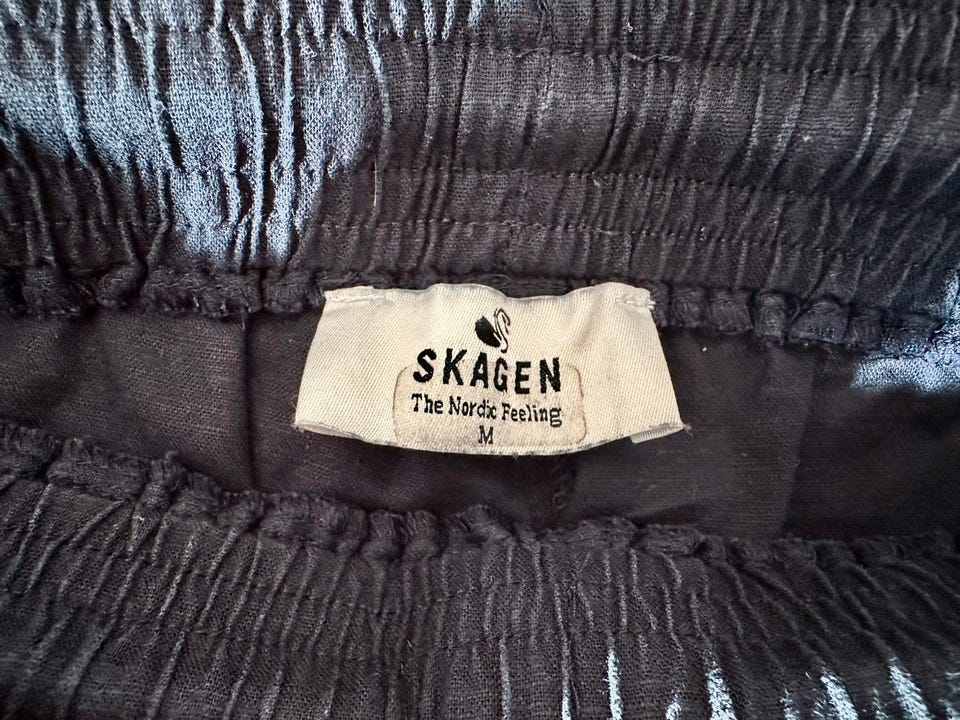 SKAGEN
The Nordic Feeling
M